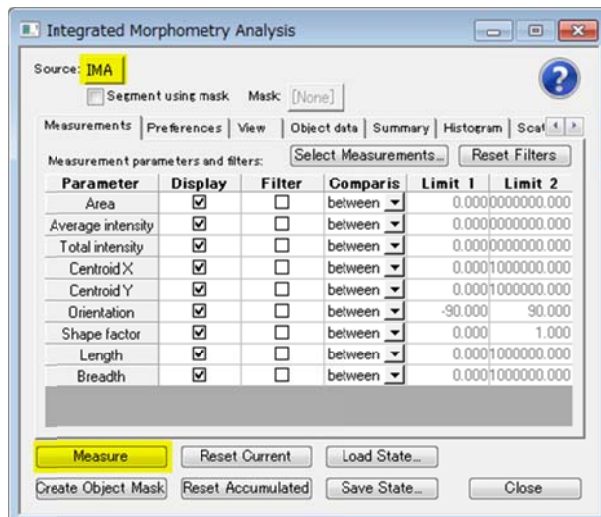 Integrated Morphometry Analysis
Source: IMA
Segment using mask Mask: [None]
Measurements Preferences View Object data Summary Histogram Scat
Measurement parameters and filters: Select Measurements... Reset Filters
Parameter Display Filter Comparis Limit 1 Limit 2
Area between 0.000 0000000.000
Average intensity between 0.000 0000000.000
Total intensity between 0.000 0000000.000
Centroid X between 0.000 1000000.000
Centroid Y between 0.000 1000000.000
Orientation between -90.000 90.000
Shape factor between 0.000 1.000
Length between 0.000 1000000.000
Breadth between 0.000 1000000.000
Measure Reset Current Load State...
Create Object Mask Reset Accumulated Save State... Close